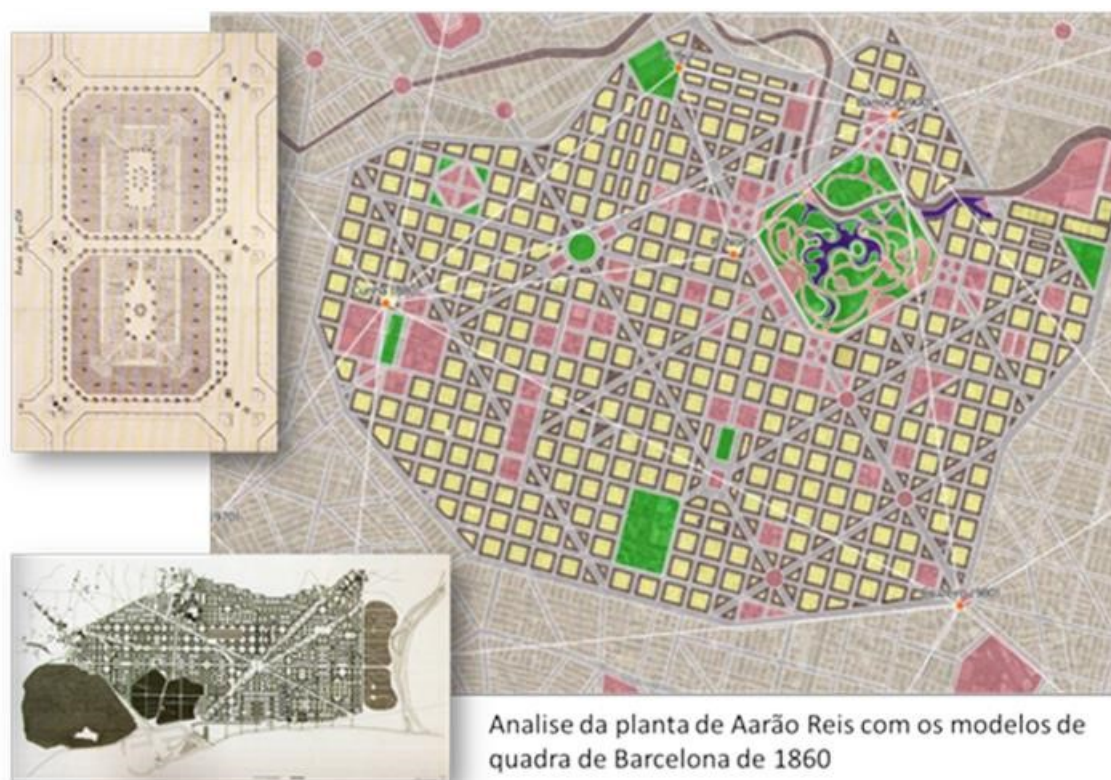 Analise da planta de Aarão Reis com os modelos de
quadra de Barcelona de 1860